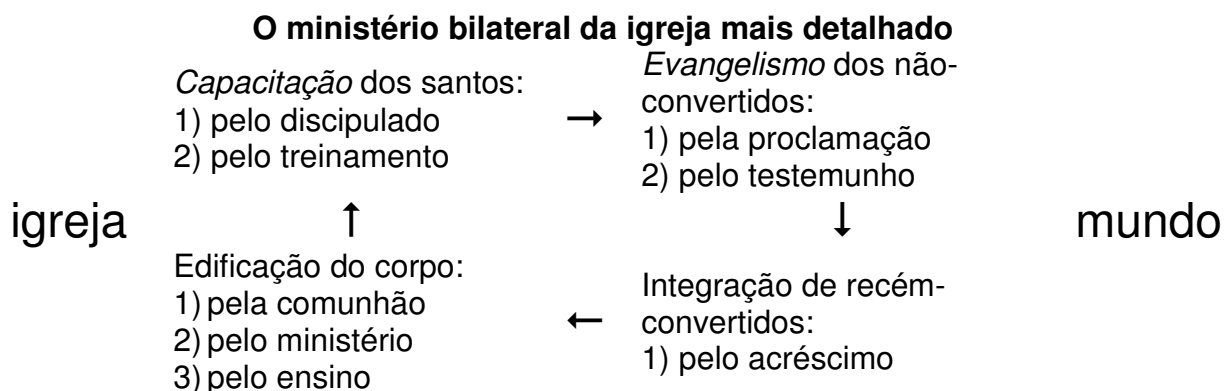 O ministério bilateral da igreja mais detalhado
Capacitação dos santos:
1) pelo discipulado
2) pelo treinamento
→
Evangelismo dos não-
convertidos:
1) pela proclamação
2) pelo testemunho
igreja
↑
↓
mundo
Edificação do corpo:
1) pela comunhão
2) pelo ministério
3) pelo ensino
←
Integração de recém-
convertidos:
1) pelo acréscimo